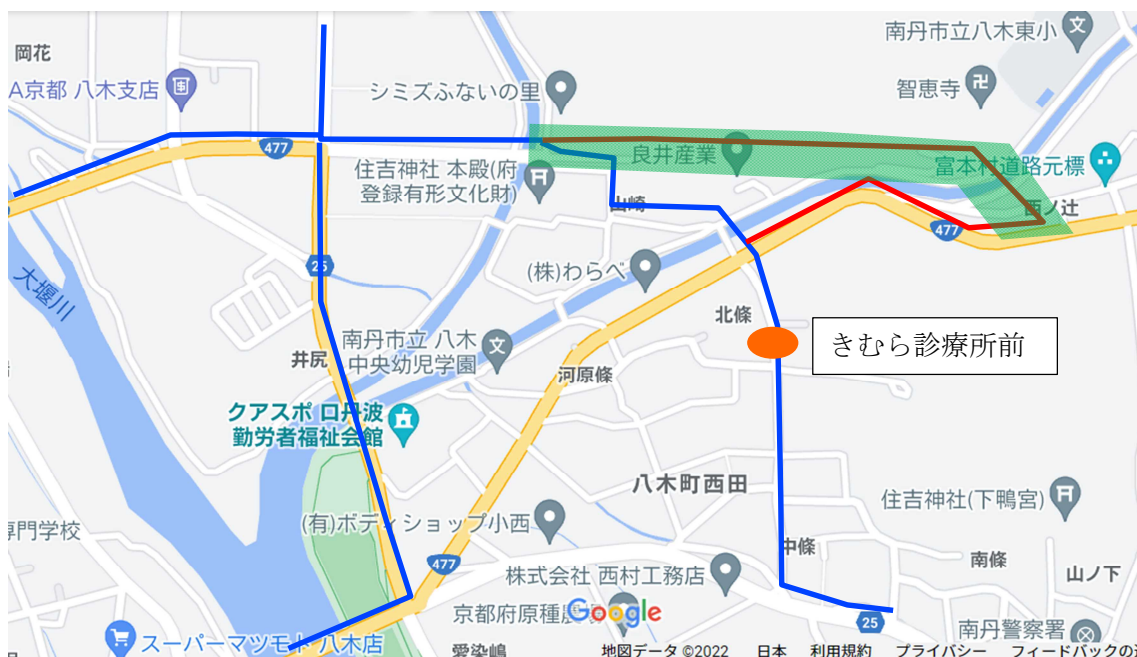 岡花
南丹市立八木東小
A京都 八木支店
シミズふないの里
智恵寺
477
住吉神社 本殿(府
登録有形文化財)
良井産業
富本村道路元標
山崎
西ノ辻
477
25
大堰川
(株)わらべ
北條
きむら診療所前
南丹市立 八木
中央幼児学園
井尻
河原條
クアスポ 口丹波
勤労者福祉会館
八木町西田
住吉神社(下鴨宮)
専門学校
(有)ボディショップ小西
中條
南條
477
株式会社 西村工務店
山ノ下
京都府原種農場
Google
25
南丹警察署
スーパーマツモト 八木店
愛染嶋
地図データ ©2022 日本 利用規約 プライバシー フィードバックの